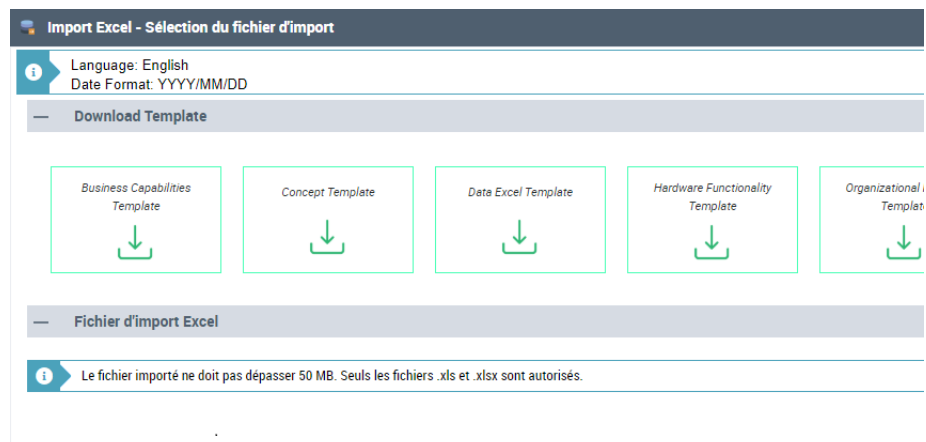 Import Excel - Sélection du fichier d'import
Language: English
Date Format: YYYY/MM/DD
Download Template
Business Capabilities
Template
Concept Template
Data Excel Template
Hardware Functionality
Template
Organizational
Fichier d'import Excel
Le fichier importé ne doit pas dépasser 50 MB. Seuls les fichiers .xls et .xlsx sont autorisés.